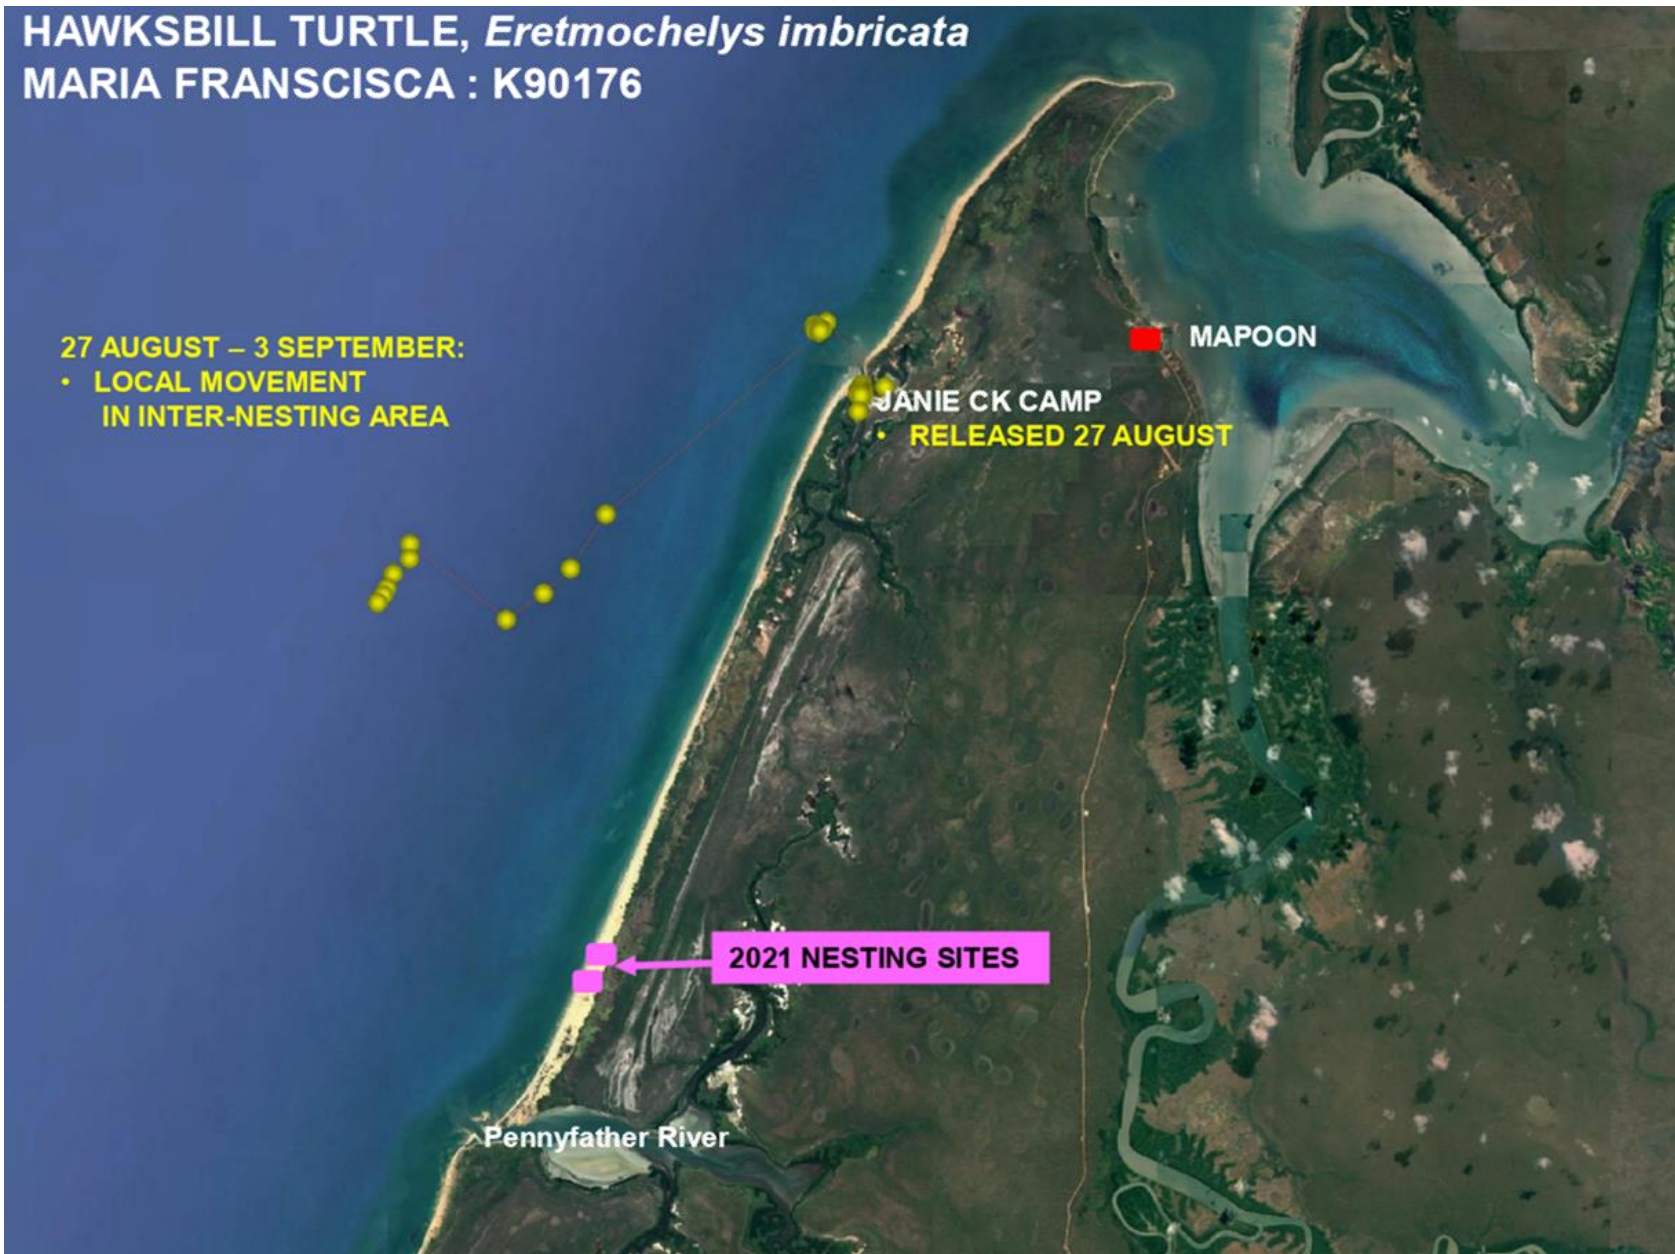 HAWKSBILL TURTLE, Eretmochelys imbricata
MARIA FRANSCISCA : K90176
27 AUGUST – 3 SEPTEMBER:
• LOCAL MOVEMENT
IN INTER-NESTING AREA
MAPOON
JANIE CK CAMP
• RELEASED 27 AUGUST
2021 NESTING SITES
Pennyfather River